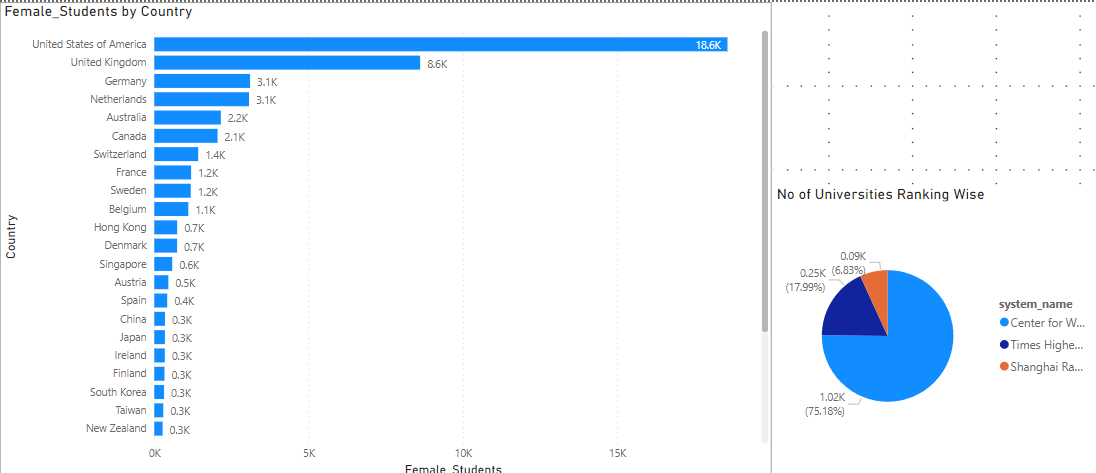 Female_Students by Country
Country
United States of America 18.6K
United Kingdom 8.6K
Germany 3.1K
Netherlands 3.1K
Australia 2.2K
Canada 2.1K
Switzerland 1.4K
France 1.2K
Sweden 1.2K
Belgium 1.1K
Hong Kong 0.7K
Denmark 0.7K
Singapore 0.6K
Austria 0.5K
Spain 0.4K
China 0.3K
Japan 0.3K
Ireland 0.3K
Finland 0.3K
South Korea 0.3K
Taiwan 0.3K
New Zealand 0.3K
0K 5K 10K 15K
Female_Students
No of Universities Ranking Wise
0.09K
(6.83%)
0.25K
(17.99%)
1.02K
(75.18%)
system_name
Center for W...
Times Highe...
Shanghai Ra...